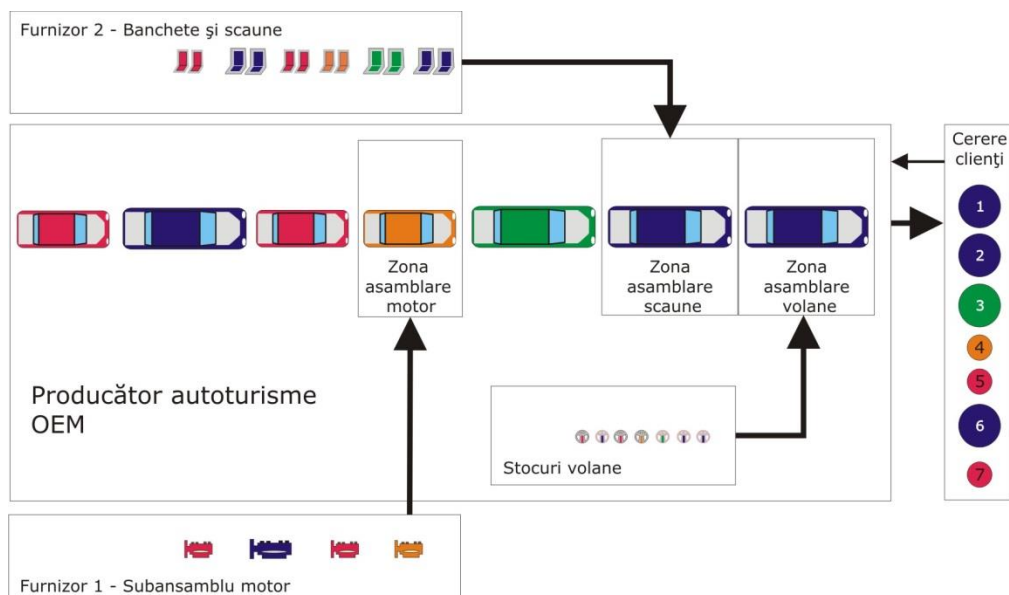 Furnizor 2 - Banchete şi scaune
Cerere
clienţi
1
2
3
4
5
6
7
Zona
asamblare
motor
Zona
asamblare
scaune
Zona
asamblare
volane
Producător autoturisme
OEM
Stocuri volane
Furnizor 1 - Subansamblu motor